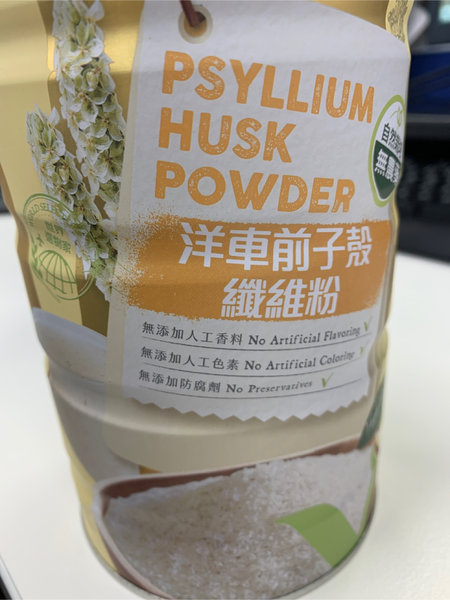 PSYLLIUM
HUSK
POWDER
洋車前子殼
纖維粉
無添加人工香料 No Artificial Flavoring
無添加人工色素 No Artificial Coloring
無添加防腐劑 No Preservatives